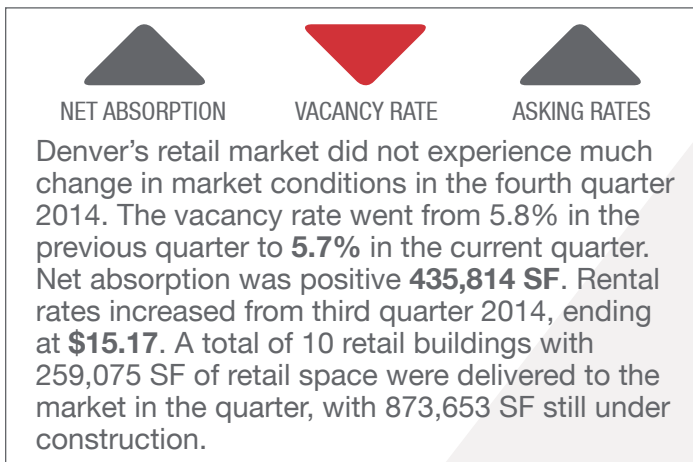 NET ABSORPTION VACANCY RATE ASKING RATES
Denver's retail market did not experience much
change in market conditions in the fourth quarter
2014. The vacancy rate went from 5.8% in the
previous quarter to 5.7% in the current quarter.
Net absorption was positive 435,814 SF. Rental
rates increased from third quarter 2014, ending
at $15.17. A total of 10 retail buildings with
259,075 SF of retail space were delivered to the
market in the quarter, with 873,653 SF still under
construction.